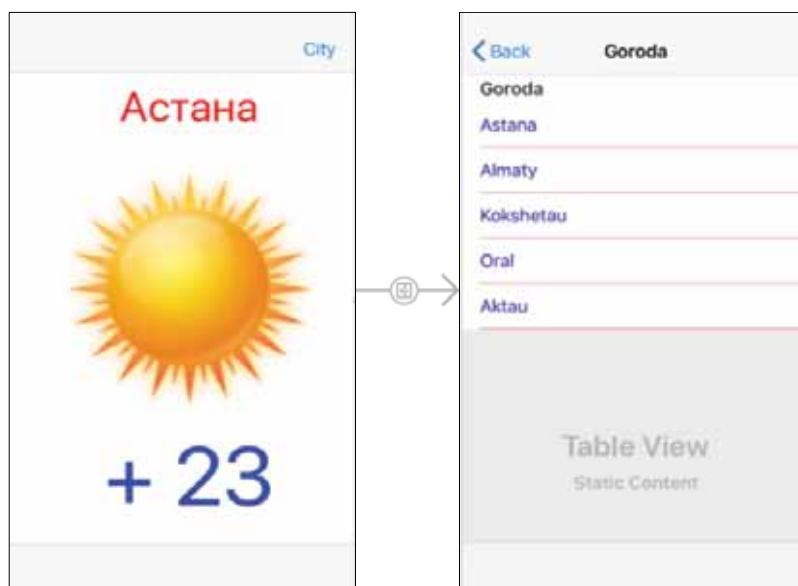 City
Астана
+ 23
Back Goroda
Goroda
Astana
Almaty
Kokshetau
Oral
Aktau
Table View
Static Content